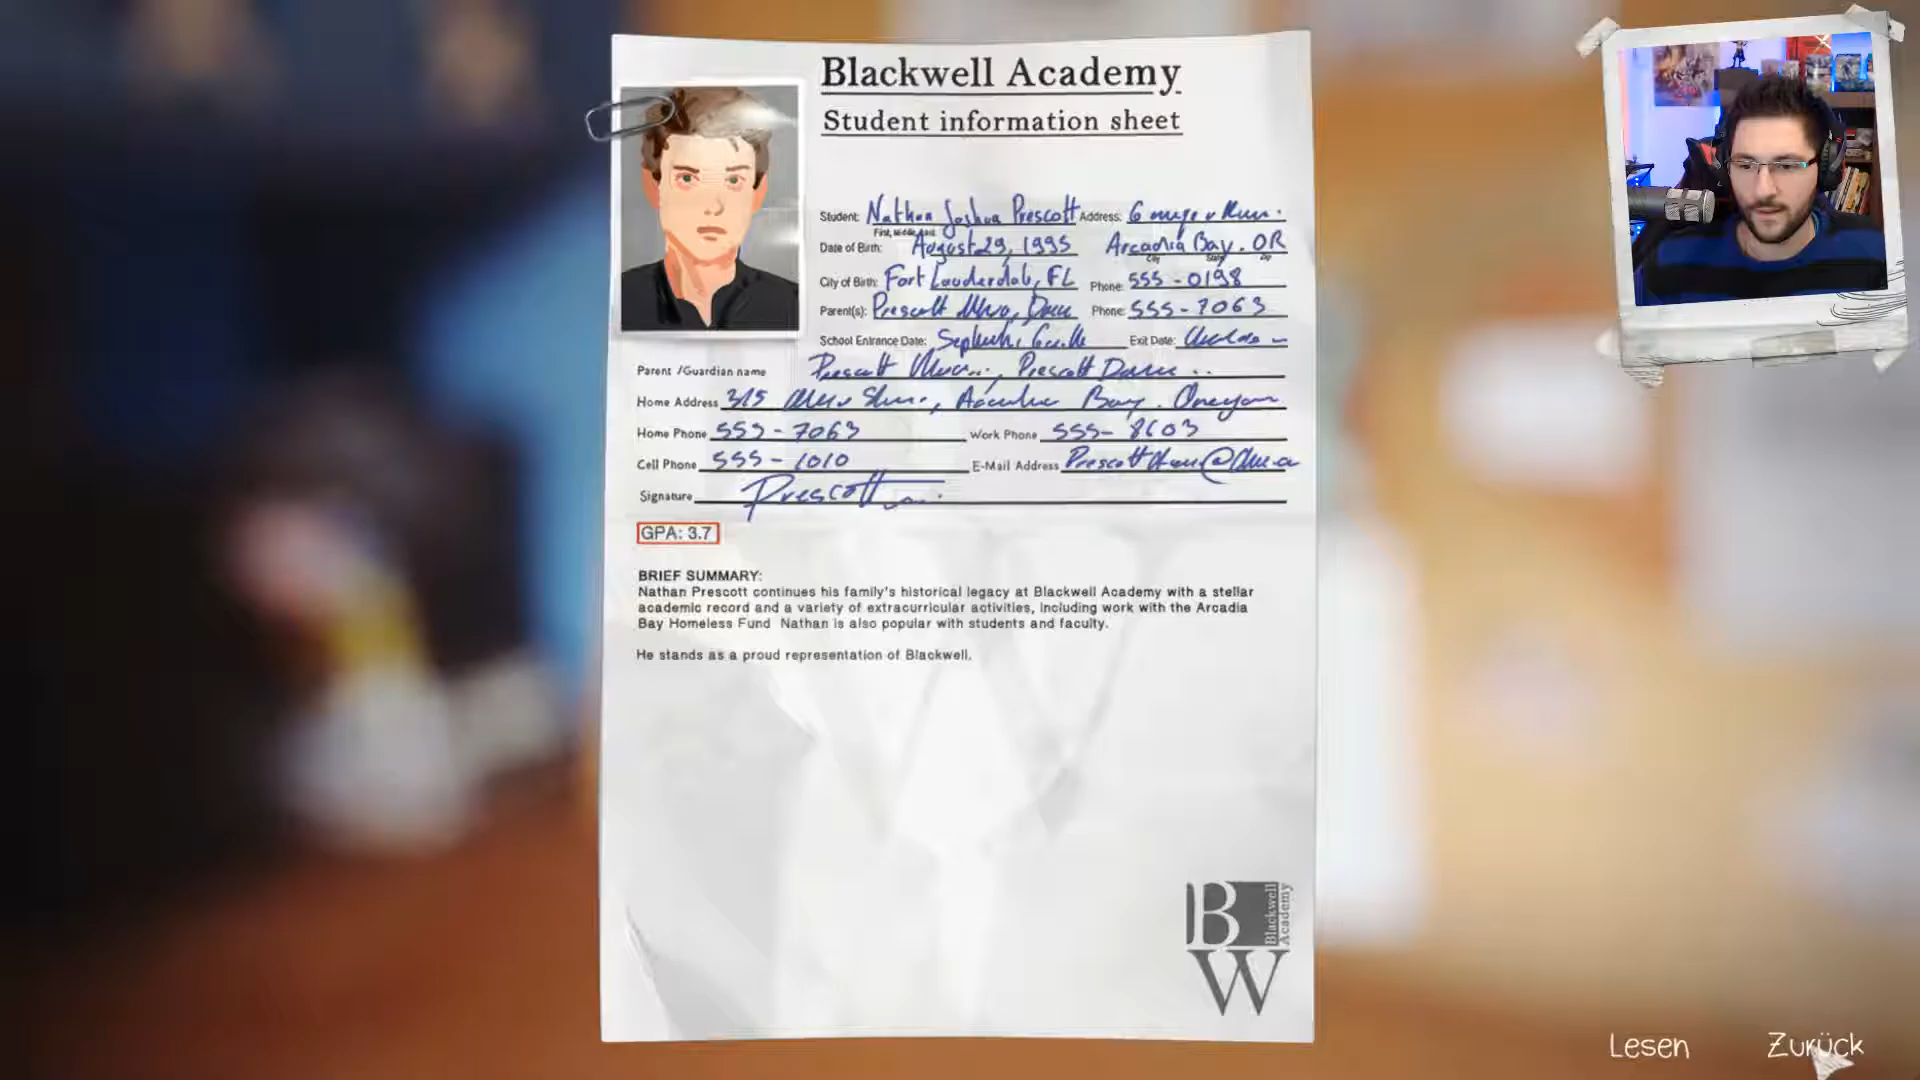 Blackwell Academy
Student information sheet
Student: Nathan Joshua Prescott Address:
First, Middle, Last
Date of Birth: August 29, 1995 Arcadia Bay. OR
City State Zip
City of Birth: Fort Lauderdale, FL Phone: 555-0198
Parent(s): Prescott Phone: 555-7063
School Entrance Date: Exit Date:
Parent /Guardian name Prescott Prescott
Home Address 315 Bay. Oregon
Home Phone 555-7063 Work Phone 555-8603
Cell Phone 555-1010 E-Mail Address
Signature Prescott
GPA: 3.7
BRIEF SUMMARY:
Nathan Prescott continues his family's historical legacy at Blackwell Academy with a stellar
academic record and a variety of extracurricular activities, including work with the Arcadia
Bay Homeless Fund Nathan is also popular with students and faculty.
He stands as a proud representation of Blackwell.
B W
Blackwell
Academy
Lesen Zurück